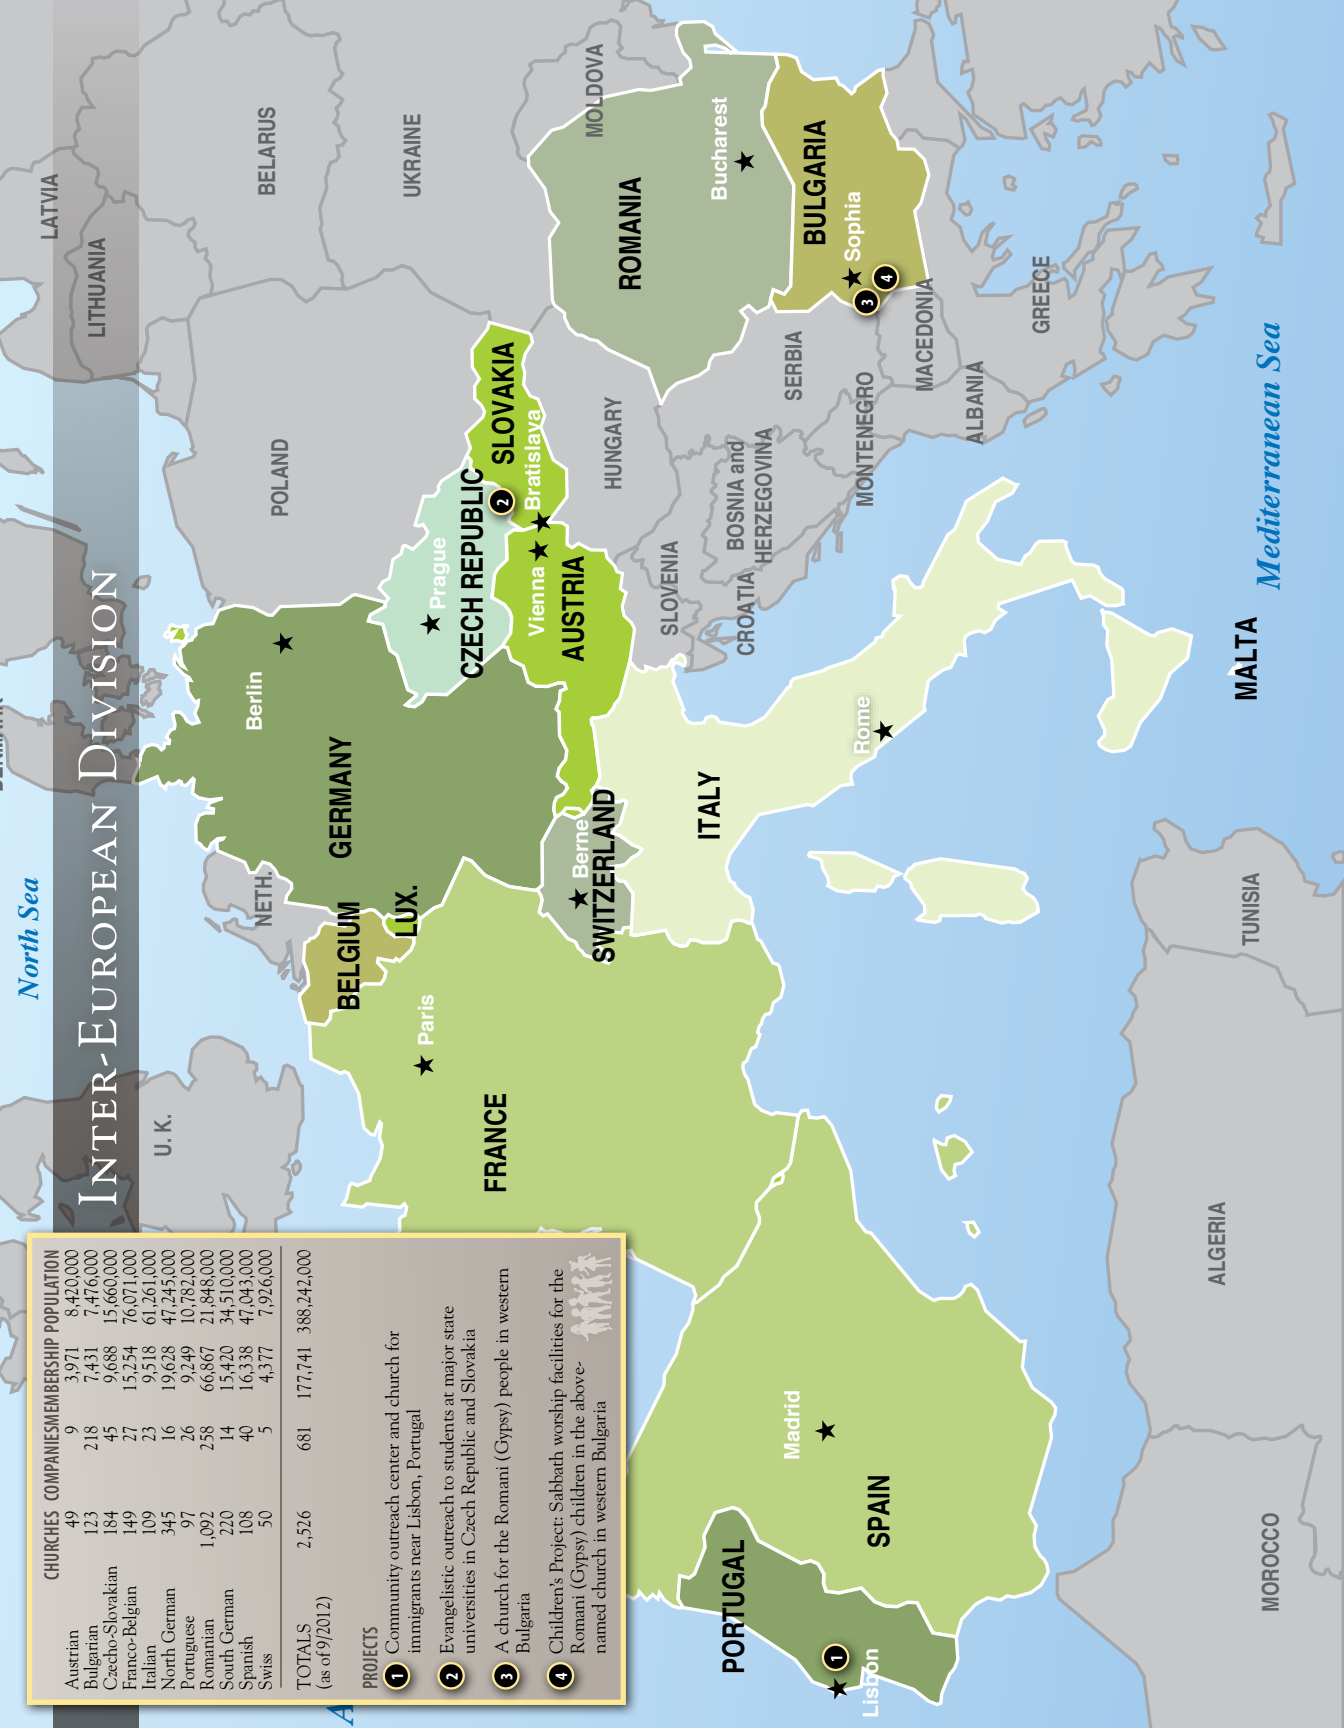 INTER-EUROPEAN DIVISION
CHURCHES COMPANIES MEMBERSHIP POPULATION
Austrian 49 9 3,971 8,420,000
Bulgarian 123 218 7,431 7,476,000
Czecho-Slovakian 184 45 9,688 15,660,000
Franco-Belgian 149 27 15,254 76,071,000
Italian 109 23 9,518 61,261,000
North German 345 16 19,628 47,245,000
Portuguese 97 26 9,249 10,782,000
Romanian 1,092 258 66,867 21,848,000
South German 220 14 15,420 34,510,000
Spanish 108 40 16,338 47,043,000
Swiss 50 5 4,377 7,926,000
TOTALS 2,526 681 177,741 388,242,000
(as of 9/2012)
PROJECTS
1 Community outreach center and church for
immigrants near Lisbon, Portugal
2 Evangelistic outreach to students at major state
universities in Czech Republic and Slovakia
3 A church for the Romani (Gypsy) people in western
Bulgaria
4 Children's Project: Sabbath worship facilities for the
Romani (Gypsy) children in the above-
named church in western Bulgaria
North Sea
LATVIA
LITHUANIA
BELARUS
U.K.
NETH.
POLAND
UKRAINE
MOLDOVA
Berlin
GERMANY
BELGIUM
LUX.
Paris
FRANCE
Prague
CZECH REPUBLIC
2
SLOVAKIA
Bratislava
Vienna
AUSTRIA
Berne
SWITZERLAND
HUNGARY
ROMANIA
Bucharest
SLOVENIA
CROATIA
BOSNIA and
HERZEGOVINA
SERBIA
MONTENEGRO
BULGARIA
Sophia
3
4
MACEDONIA
ALBANIA
GREECE
ITALY
Rome
PORTUGAL
Lisbon
1
Madrid
SPAIN
MALTA
Mediterranean Sea
TUNISIA
ALGERIA
MOROCCO